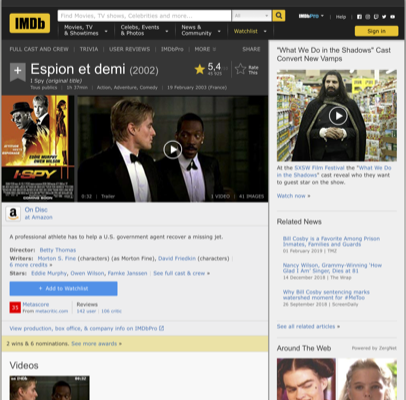 IMDb
Find Movies, TV shows, Celebrities and more...
All
IMDbPro
Help
Movies, TV
& Showtimes
Celebs, Events
& Photos
News &
Community
Watchlist
Sign in
FULL CAST AND CREW | TRIVIA | USER REVIEWS | IMDbPro | MORE
SHARE
Espion et demi (2002)
I Spy (original title)
Tous publics | 1h 37min | Action, Adventure, Comedy | 19 February 2003 (France)
5,4
Rate
This
EDDIE MURPHY OWEN WILSON
I-SPY
0:32 | Trailer
1 VIDEO | 41 IMAGES
On Disc
at Amazon
A professional athlete has to help a U.S. government agent recover a missing jet.
Director: Betty Thomas
Writers: Morton S. Fine (characters) (as Morton Fine), David Friedkin (characters) |
6 more credits »
Stars: Eddie Murphy, Owen Wilson, Famke Janssen | See full cast & crew »
+ Add to Watchlist
35
Metascore
From metacritic.com
Reviews
142 user | 106 critic
View production, box office, & company info on IMDbPro
2 wins & 6 nominations. See more awards »
Videos
"What We Do in the Shadows" Cast
Convert New Vamps
At the SXSW Film Festival the "What We
Do in the Shadows" cast reveal who they want
to guest star on the show.
Watch now »
Related News
Bill Cosby is a Favorite Among Prison
Inmates, Families and Guards
01 February 2019 | TMZ
Nancy Wilson, Grammy-Winning 'How
Glad I Am' Singer, Dies at 81
14 December 2018 | The Wrap
Why Bill Cosby sentencing marks
watershed moment for #MeToo
26 September 2018 | ScreenDaily
See all related articles »
Around The Web
Powered by ZergNet